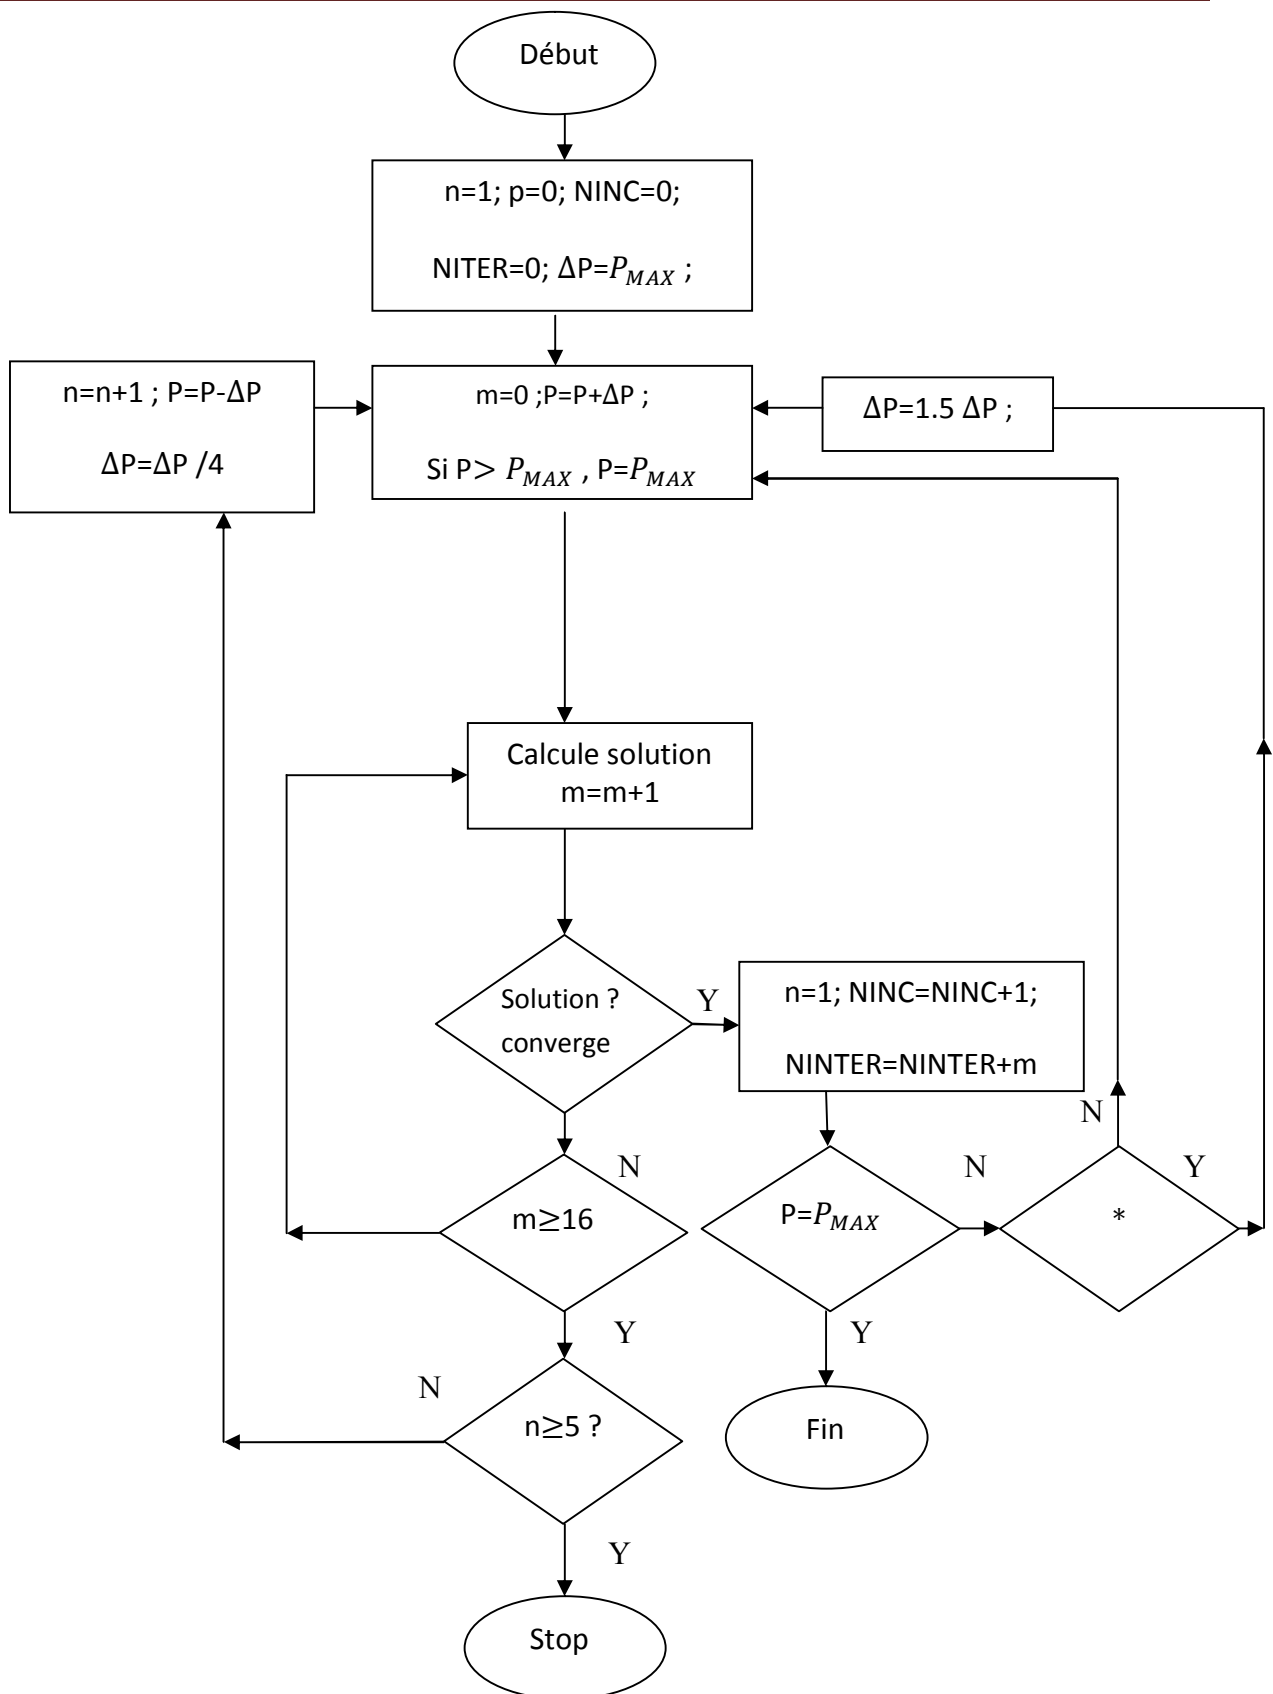 Début
n=1; p=0; NINC=0;
NITER=0; ΔP=P_MAX ;
n=n+1 ; P=P-ΔP
ΔP=ΔP /4
m=0 ;P=P+ΔP ;
Si P> P_MAX , P=P_MAX
ΔP=1.5 ΔP ;
Calcule solution
m=m+1
Solution ?
converge
Y
n=1; NINC=NINC+1;
NINTER=NINTER+m
N
m≥16
N
P=P_MAX
N
*
Y
Y
Y
N
n≥5 ?
Fin
Y
Stop